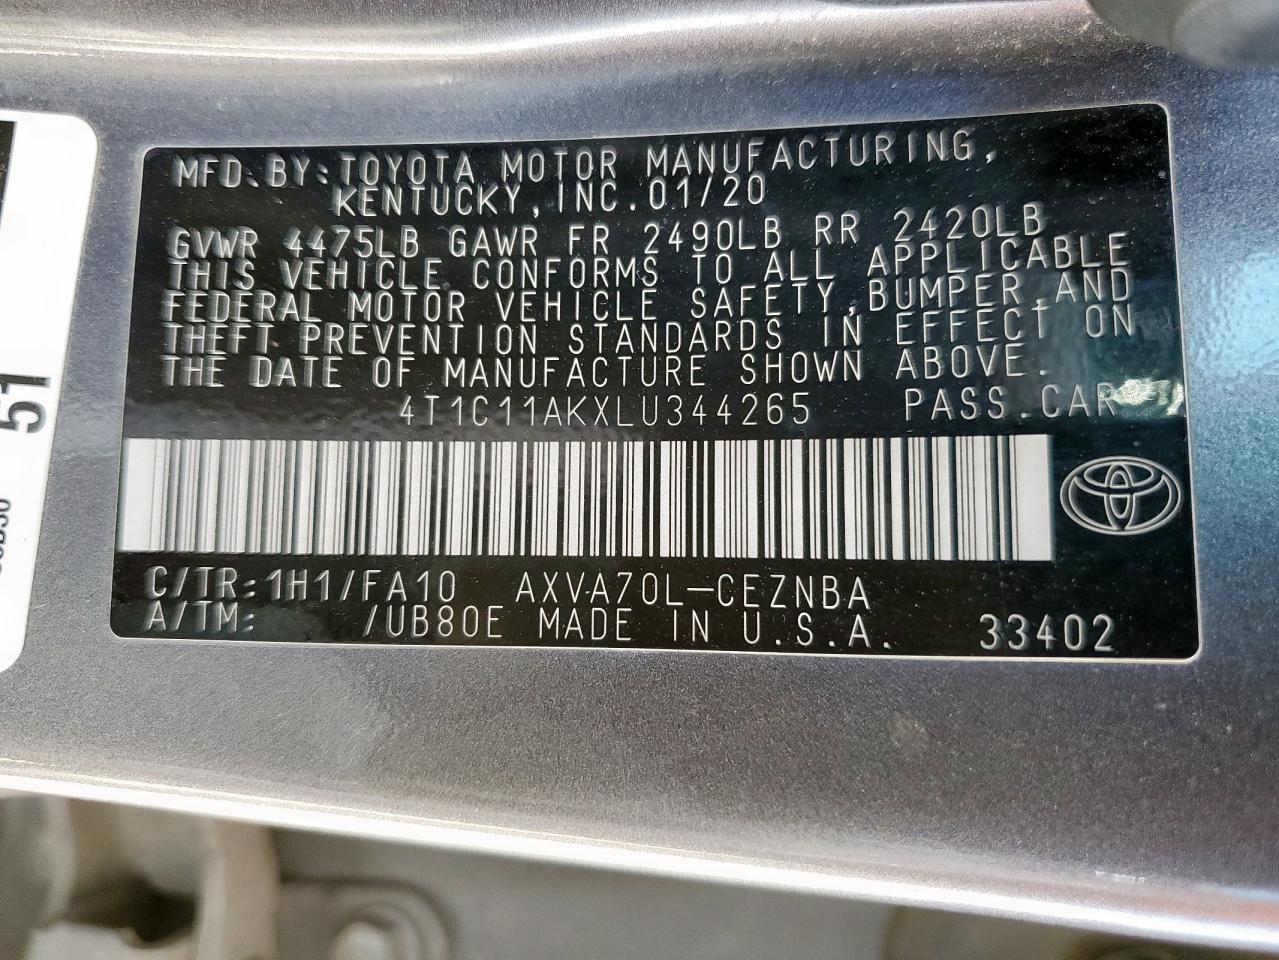 MFD. BY: TOYOTA MOTOR MANUFACTURING,
KENTUCKY, INC. 01/20
GVWR 4475LB GAWR FR 2490LB RR 2420LB
THIS VEHICLE CONFORMS TO ALL APPLICABLE
FEDERAL MOTOR VEHICLE SAFETY, BUMPER, AND
THEFT PREVENTION STANDARDS IN EFFECT ON
THE DATE OF MANUFACTURE SHOWN ABOVE.
4T1C11AKXLU344265 PASS. CAR
C/TR: 1H1/FA10 AXVA70L-CEZNBA
A/TM: /UB80E MADE IN U.S.A. 33402
51